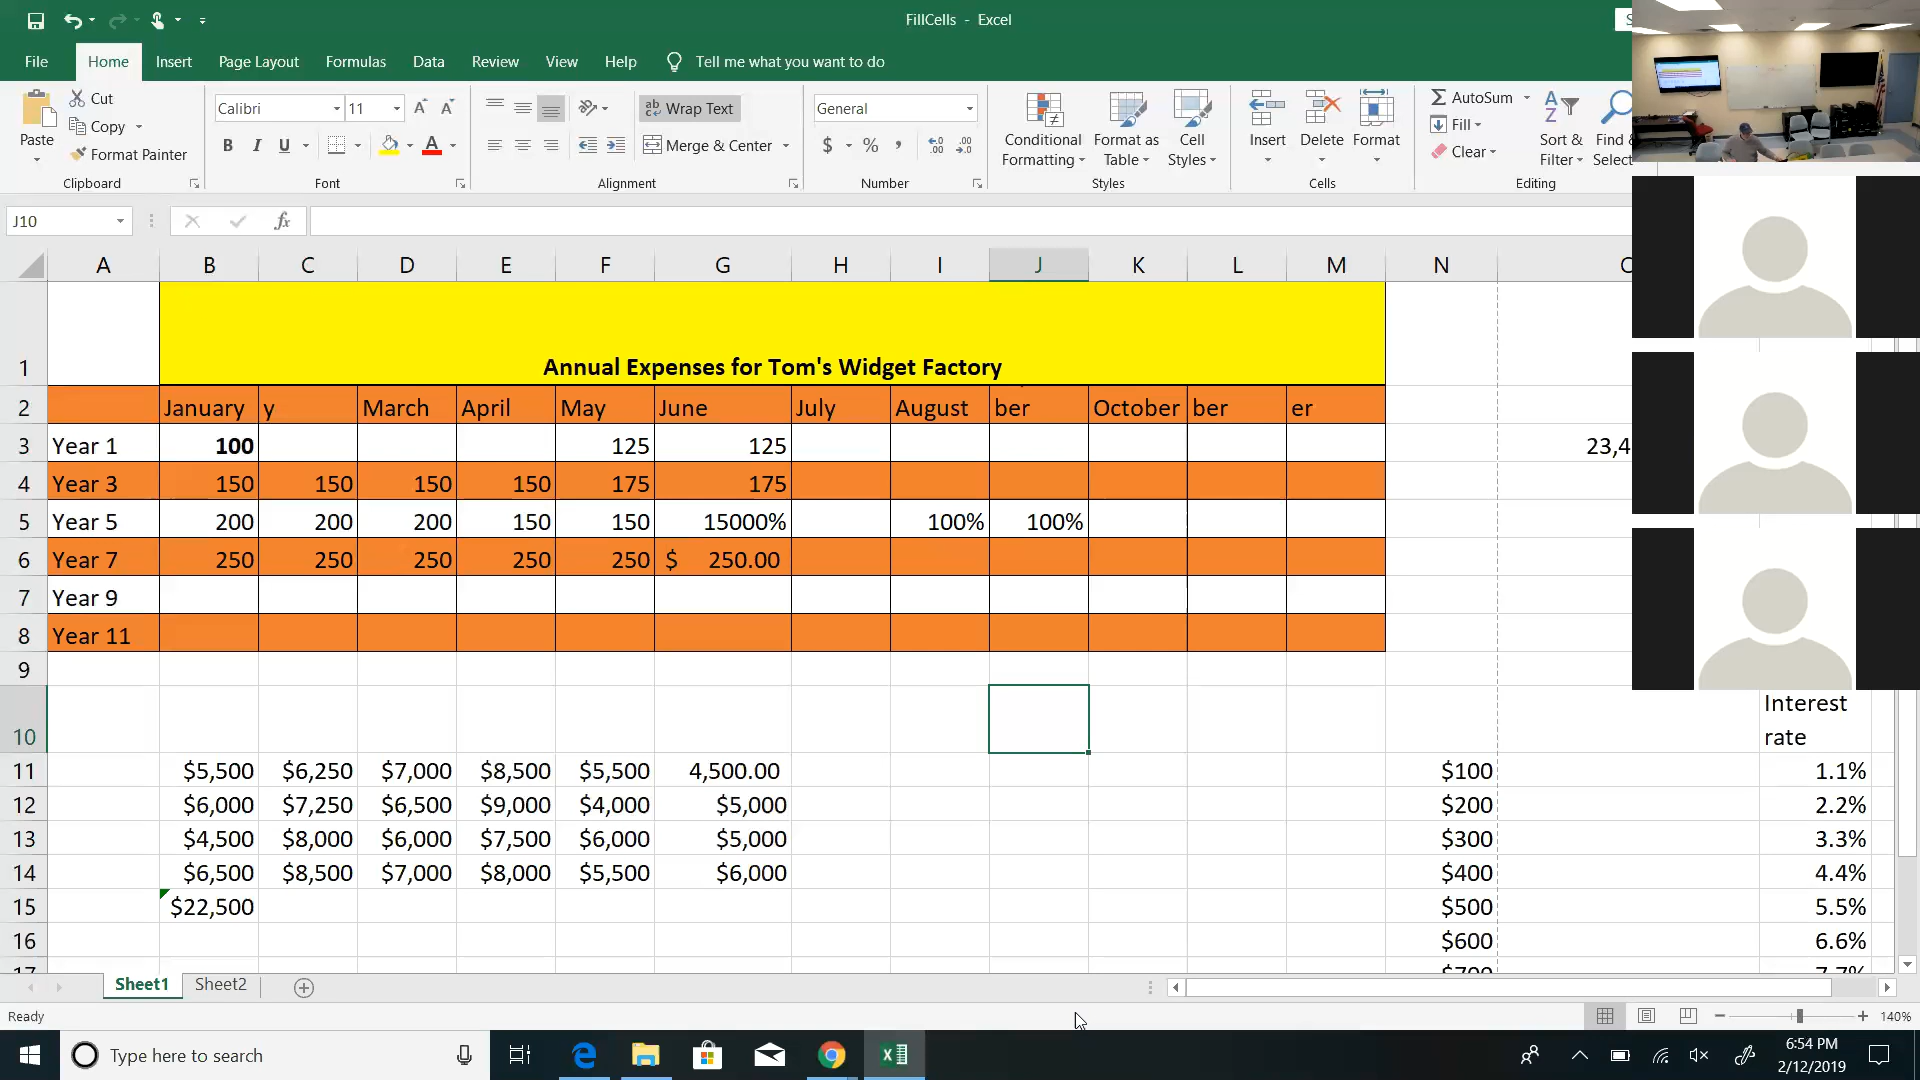 FillCells - Excel
File Home Insert Page Layout Formulas Data Review View Help Tell me what you want to do
Paste
Cut
Copy
Format Painter
Clipboard
Calibri 11
B I U A
Font
Wrap Text
Merge & Center
Alignment
General
$ % ,
Number
Conditional Formatting
Format as Table
Cell Styles
Styles
Insert Delete Format
Cells
AutoSum
Fill
Clear
Sort & Filter
Find & Select
Editing
J10 fx
A B C D E F G H I J K L M N
1 Annual Expenses for Tom's Widget Factory
2 January y March April May June July August ber October ber er
3 Year 1 100 125 125 23,4
4 Year 3 150 150 150 150 175 175
5 Year 5 200 200 200 150 150 15000% 100% 100%
6 Year 7 250 250 250 250 250 $ 250.00
7 Year 9
8 Year 11
9
10 Interest rate
11 $5,500 $6,250 $7,000 $8,500 $5,500 4,500.00 $100 1.1%
12 $6,000 $7,250 $6,500 $9,000 $4,000 $5,000 $200 2.2%
13 $4,500 $8,000 $6,000 $7,500 $6,000 $5,000 $300 3.3%
14 $6,500 $8,500 $7,000 $8,000 $5,500 $6,000 $400 4.4%
15 $22,500 $500 5.5%
16 $600 6.6%
17 $700 7.7%
Sheet1 Sheet2
Ready 140%
Type here to search
6:54 PM
2/12/2019